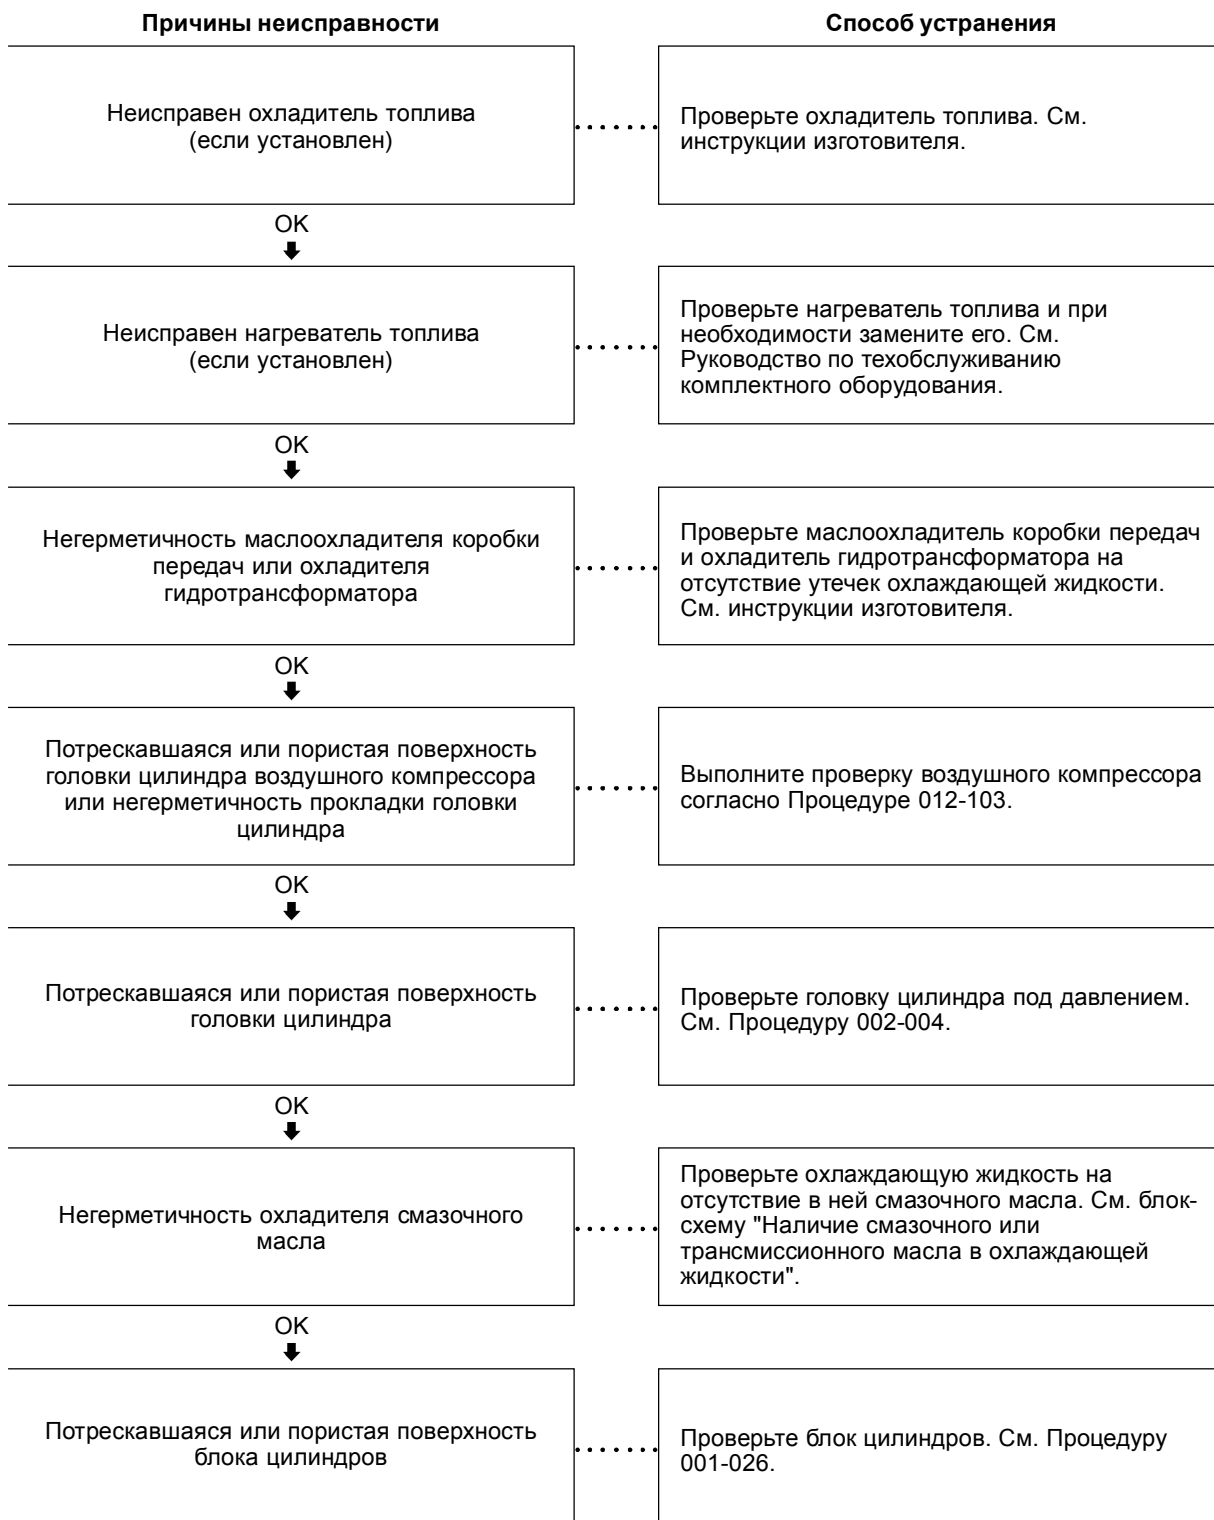 Причины неисправности
Способ устранения
Неисправен охладитель топлива
(если установлен)
Проверьте охладитель топлива. См.
инструкции изготовителя.
OK
Неисправен нагреватель топлива
(если установлен)
Проверьте нагреватель топлива и при
необходимости замените его. См.
Руководство по техобслуживанию
комплектного оборудования.
OK
Негерметичность маслоохладителя коробки
передач или охладителя
гидротрансформатора
Проверьте маслоохладитель коробки передач
и охладитель гидротрансформатора на
отсутствие утечек охлаждающей жидкости.
См. инструкции изготовителя.
OK
Потрескавшаяся или пористая поверхность
головки цилиндра воздушного компрессора
или негерметичность прокладки головки
цилиндра
Выполните проверку воздушного компрессора
согласно Процедуре 012-103.
OK
Потрескавшаяся или пористая поверхность
головки цилиндра
Проверьте головку цилиндра под давлением.
См. Процедуру 002-004.
OK
Негерметичность охладителя смазочного
масла
Проверьте охлаждающую жидкость на
отсутствие в ней смазочного масла. См. блок-
схему "Наличие смазочного или
трансмиссионного масла в охлаждающей
жидкости".
OK
Потрескавшаяся или пористая поверхность
блока цилиндров
Проверьте блок цилиндров. См. Процедуру
001-026.